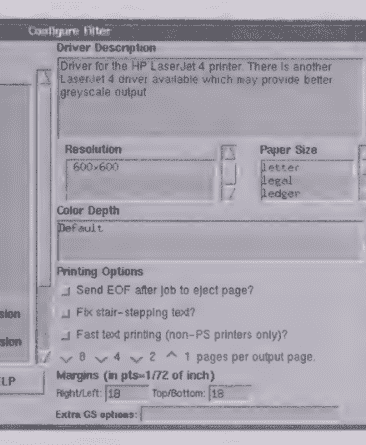 Configure Filter
Driver Description
Driver for the HP LaserJet 4 printer. There is another
LaserJet 4 driver available which may provide better
greyscale output
Resolution
600x600
Paper Size
letter
legal
ledger
Color Depth
Default
Printing Options
Send EOF after job to eject page?
Fix stair-stepping text?
sion
Fast text printing (non-PS printers only)?
sion
8 4 2 1 pages per output page.
Margins (in pts=1/72 of inch)
LP
Right/Left: 18 Top/Bottom: 18
Extra GS options: